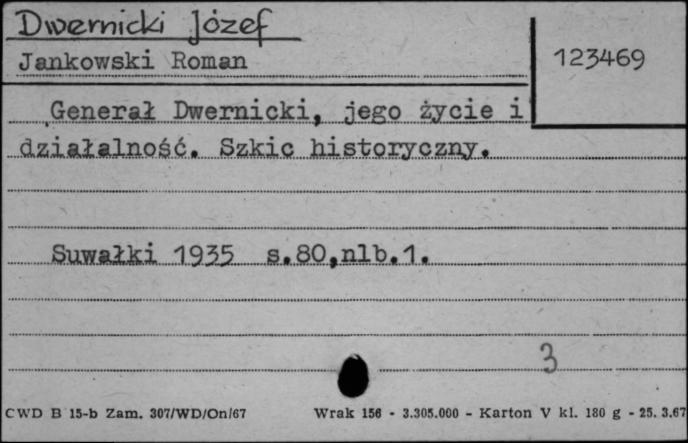 Dwernicki Józef
Jankowski Roman
123469
Generał Dwernicki, jego życie i
działalność. Szkic historyczny.
Suwałki 1935 s.80,nlb.1.
3
CWD B 15-b Zam. 307/WD/On/67 Wrak 156 - 3.305.000 - Karton V kl. 180 g - 25. 3.67